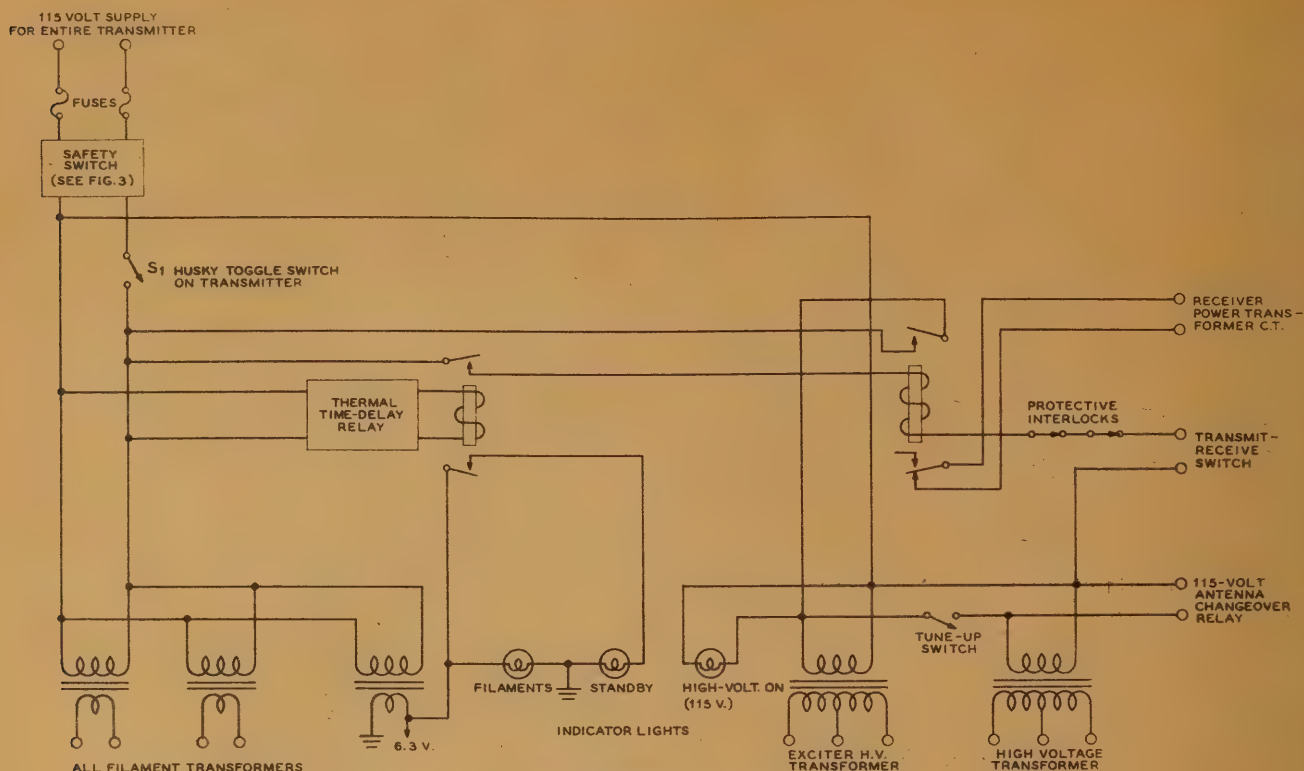 115 VOLT SUPPLY
FOR ENTIRE TRANSMITTER
FUSES
SAFETY
SWITCH
(SEE FIG.3)
S1 HUSKY TOGGLE SWITCH
ON TRANSMITTER
RECEIVER
POWER TRANS-
FORMER C.T.
THERMAL
TIME-DELAY
RELAY
PROTECTIVE
INTERLOCKS
TRANSMIT-
RECEIVE
SWITCH
115-VOLT
ANTENNA
CHANGEOVER
RELAY
TUNE-UP
SWITCH
FILAMENTS
STANDBY
HIGH-VOLT. ON
(115 V.)
6.3 V.
INDICATOR LIGHTS
ALL FILAMENT TRANSFORMERS
EXCITER H.V.
TRANSFORMER
HIGH VOLTAGE
TRANSFORMER